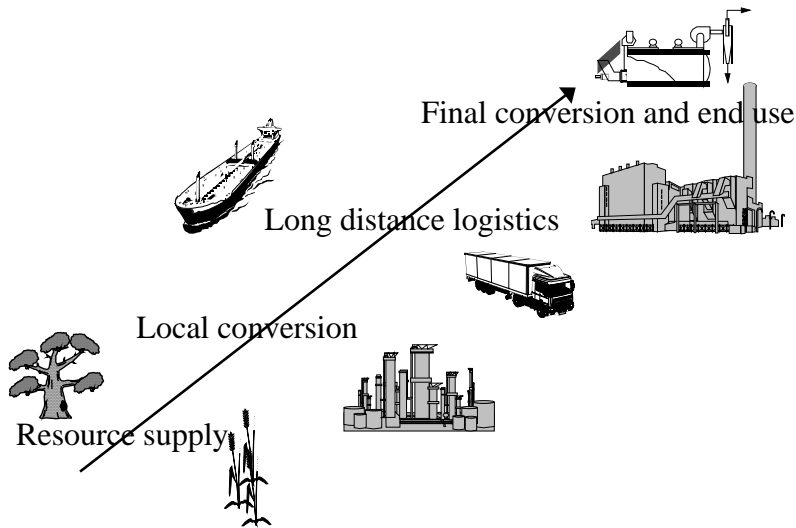 Final conversion and end use
Long distance logistics
Local conversion
Resource supply